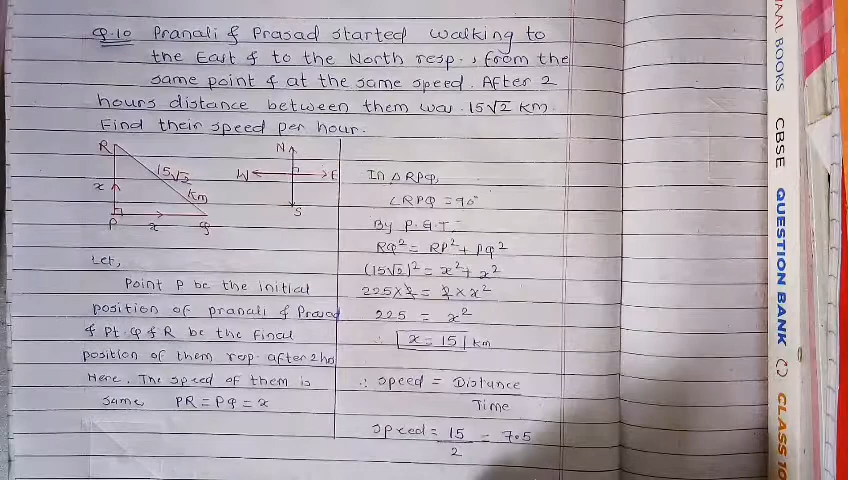 Q.10 Pranali & Prasad started walking to
the East & to the North resp., from the
same point & at the same speed. After 2
hours distance between them was 15√2 km.
Find their speed per hour.
R
15√2
km
x
P
x
Q
N
W
E
S
Let,
Point P be the initial
position of pranali & Prasad
& Pt. Q & R be the final
position of them resp. after 2 ho
Here, The speed of them is
same PR = PQ = x
In △RPQ,
∠RPQ = 90°
By P.G.T,
RQ² = RP² + PQ²
(15√2)² = x² + x²
225 × 2 = 2 × x²
225 = x²
∴ x = 15 km
∴ speed = Distance
Time
speed = 15 = 7.5
2
NAAL BOOKS
CBSE QUESTION BANK
CLASS 10